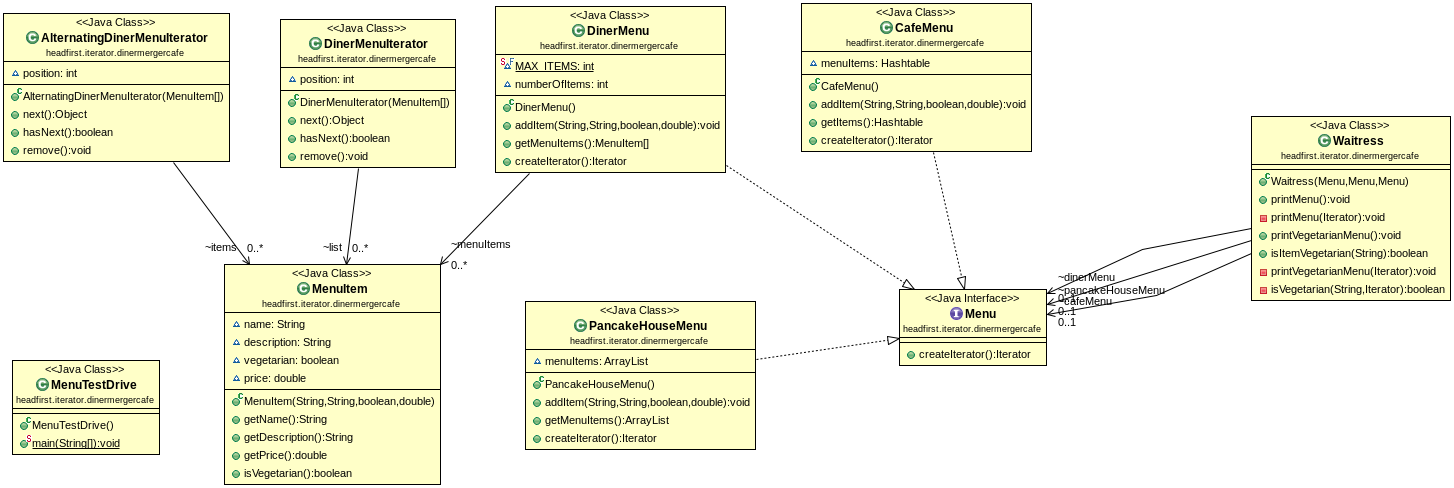 <<Java Class>>
AlternatingDinerMenuIterator
headfirst.iterator.dinermergercafe
position: int
AlternatingDinerMenuIterator(MenuItem[])
next():Object
hasNext():boolean
remove():void
<<Java Class>>
DinerMenuIterator
headfirst.iterator.dinermergercafe
position: int
DinerMenuIterator(MenuItem[])
next():Object
hasNext():boolean
remove():void
<<Java Class>>
DinerMenu
headfirst.iterator.dinermergercafe
MAX_ITEMS: int
numberOfItems: int
DinerMenu()
addItem(String,String,boolean,double):void
getMenuItems():MenuItem[]
createIterator():Iterator
<<Java Class>>
CafeMenu
headfirst.iterator.dinermergercafe
menuItems: Hashtable
CafeMenu()
addItem(String,String,boolean,double):void
getItems():Hashtable
createIterator():Iterator
<<Java Class>>
Waitress
headfirst.iterator.dinermergercafe
Waitress(Menu,Menu,Menu)
printMenu():void
printMenu(Iterator):void
printVegetarianMenu():void
isItemVegetarian(String):boolean
printVegetarianMenu(Iterator):void
isVegetarian(String,Iterator):boolean
~items 0..*
~list 0..*
~menuItems
0..*
~dinerMenu
~pancakeHouseMenu
0..1
~cafeMenu
0..1
0..1
<<Java Class>>
MenuItem
headfirst.iterator.dinermergercafe
name: String
description: String
vegetarian: boolean
price: double
MenuItem(String,String,boolean,double)
getName():String
getDescription():String
getPrice():double
isVegetarian():boolean
<<Java Class>>
PancakeHouseMenu
headfirst.iterator.dinermergercafe
menuItems: ArrayList
PancakeHouseMenu()
addItem(String,String,boolean,double):void
getMenuItems():ArrayList
createIterator():Iterator
<<Java Interface>>
Menu
headfirst.iterator.dinermergercafe
createIterator():Iterator
<<Java Class>>
MenuTestDrive
headfirst.iterator.dinermergercafe
MenuTestDrive()
main(String[]):void